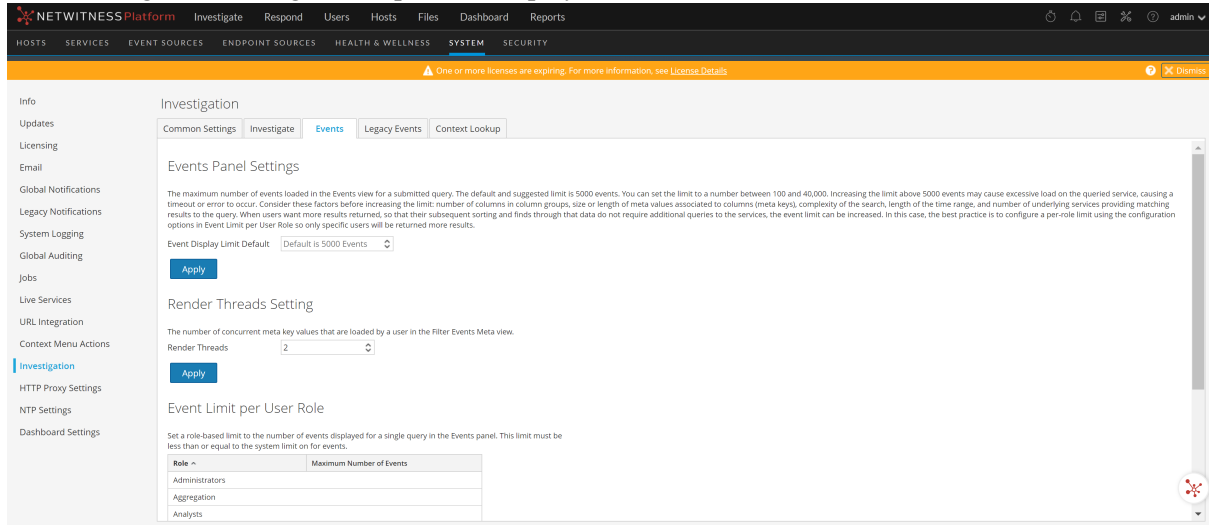 NETWITNESS Platform Investigate Respond Users Hosts Files Dashboard Reports admin
HOSTS SERVICES EVENT SOURCES ENDPOINT SOURCES HEALTH & WELLNESS SYSTEM SECURITY
One or more licenses are expiring. For more information, see License Details Dismiss
Info
Updates
Licensing
Email
Global Notifications
Legacy Notifications
System Logging
Global Auditing
Jobs
Live Services
URL Integration
Context Menu Actions
Investigation
HTTP Proxy Settings
NTP Settings
Dashboard Settings
Investigation
Common Settings Investigate Events Legacy Events Context Lookup
Events Panel Settings
The maximum number of events loaded in the Events view for a submitted query. The default and suggested limit is 5000 events. You can set the limit to a number between 100 and 40,000. Increasing the limit above 5000 events may cause excessive load on the queried service, causing a
timeout or error to occur. Consider these factors before increasing the limit: number of columns in column groups, size or length of meta values associated to columns (meta keys), complexity of the search, length of the time range, and number of underlying services providing matching
results to the query. When users want more results returned, so that their subsequent sorting and finds through that data do not require additional queries to the services, the event limit can be increased. In this case, the best practice is to configure a per-role limit using the configuration
options in Event Limit per User Role so only specific users will be returned more results.
Event Display Limit Default Default is 5000 Events
Apply
Render Threads Setting
The number of concurrent meta key values that are loaded by a user in the Filter Events Meta view.
Render Threads 2
Apply
Event Limit per User Role
Set a role-based limit to the number of events displayed for a single query in the Events panel. This limit must be
less than or equal to the system limit on for events.
Role Maximum Number of Events
Administrators
Aggregation
Analysts